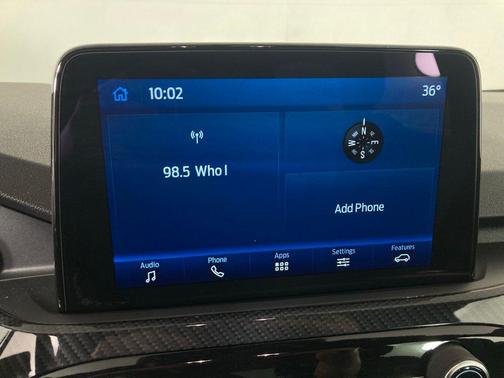 10:02
36°
98.5 Who I
N
W E
S
Add Phone
Audio
Phone
Apps
Settings
Features